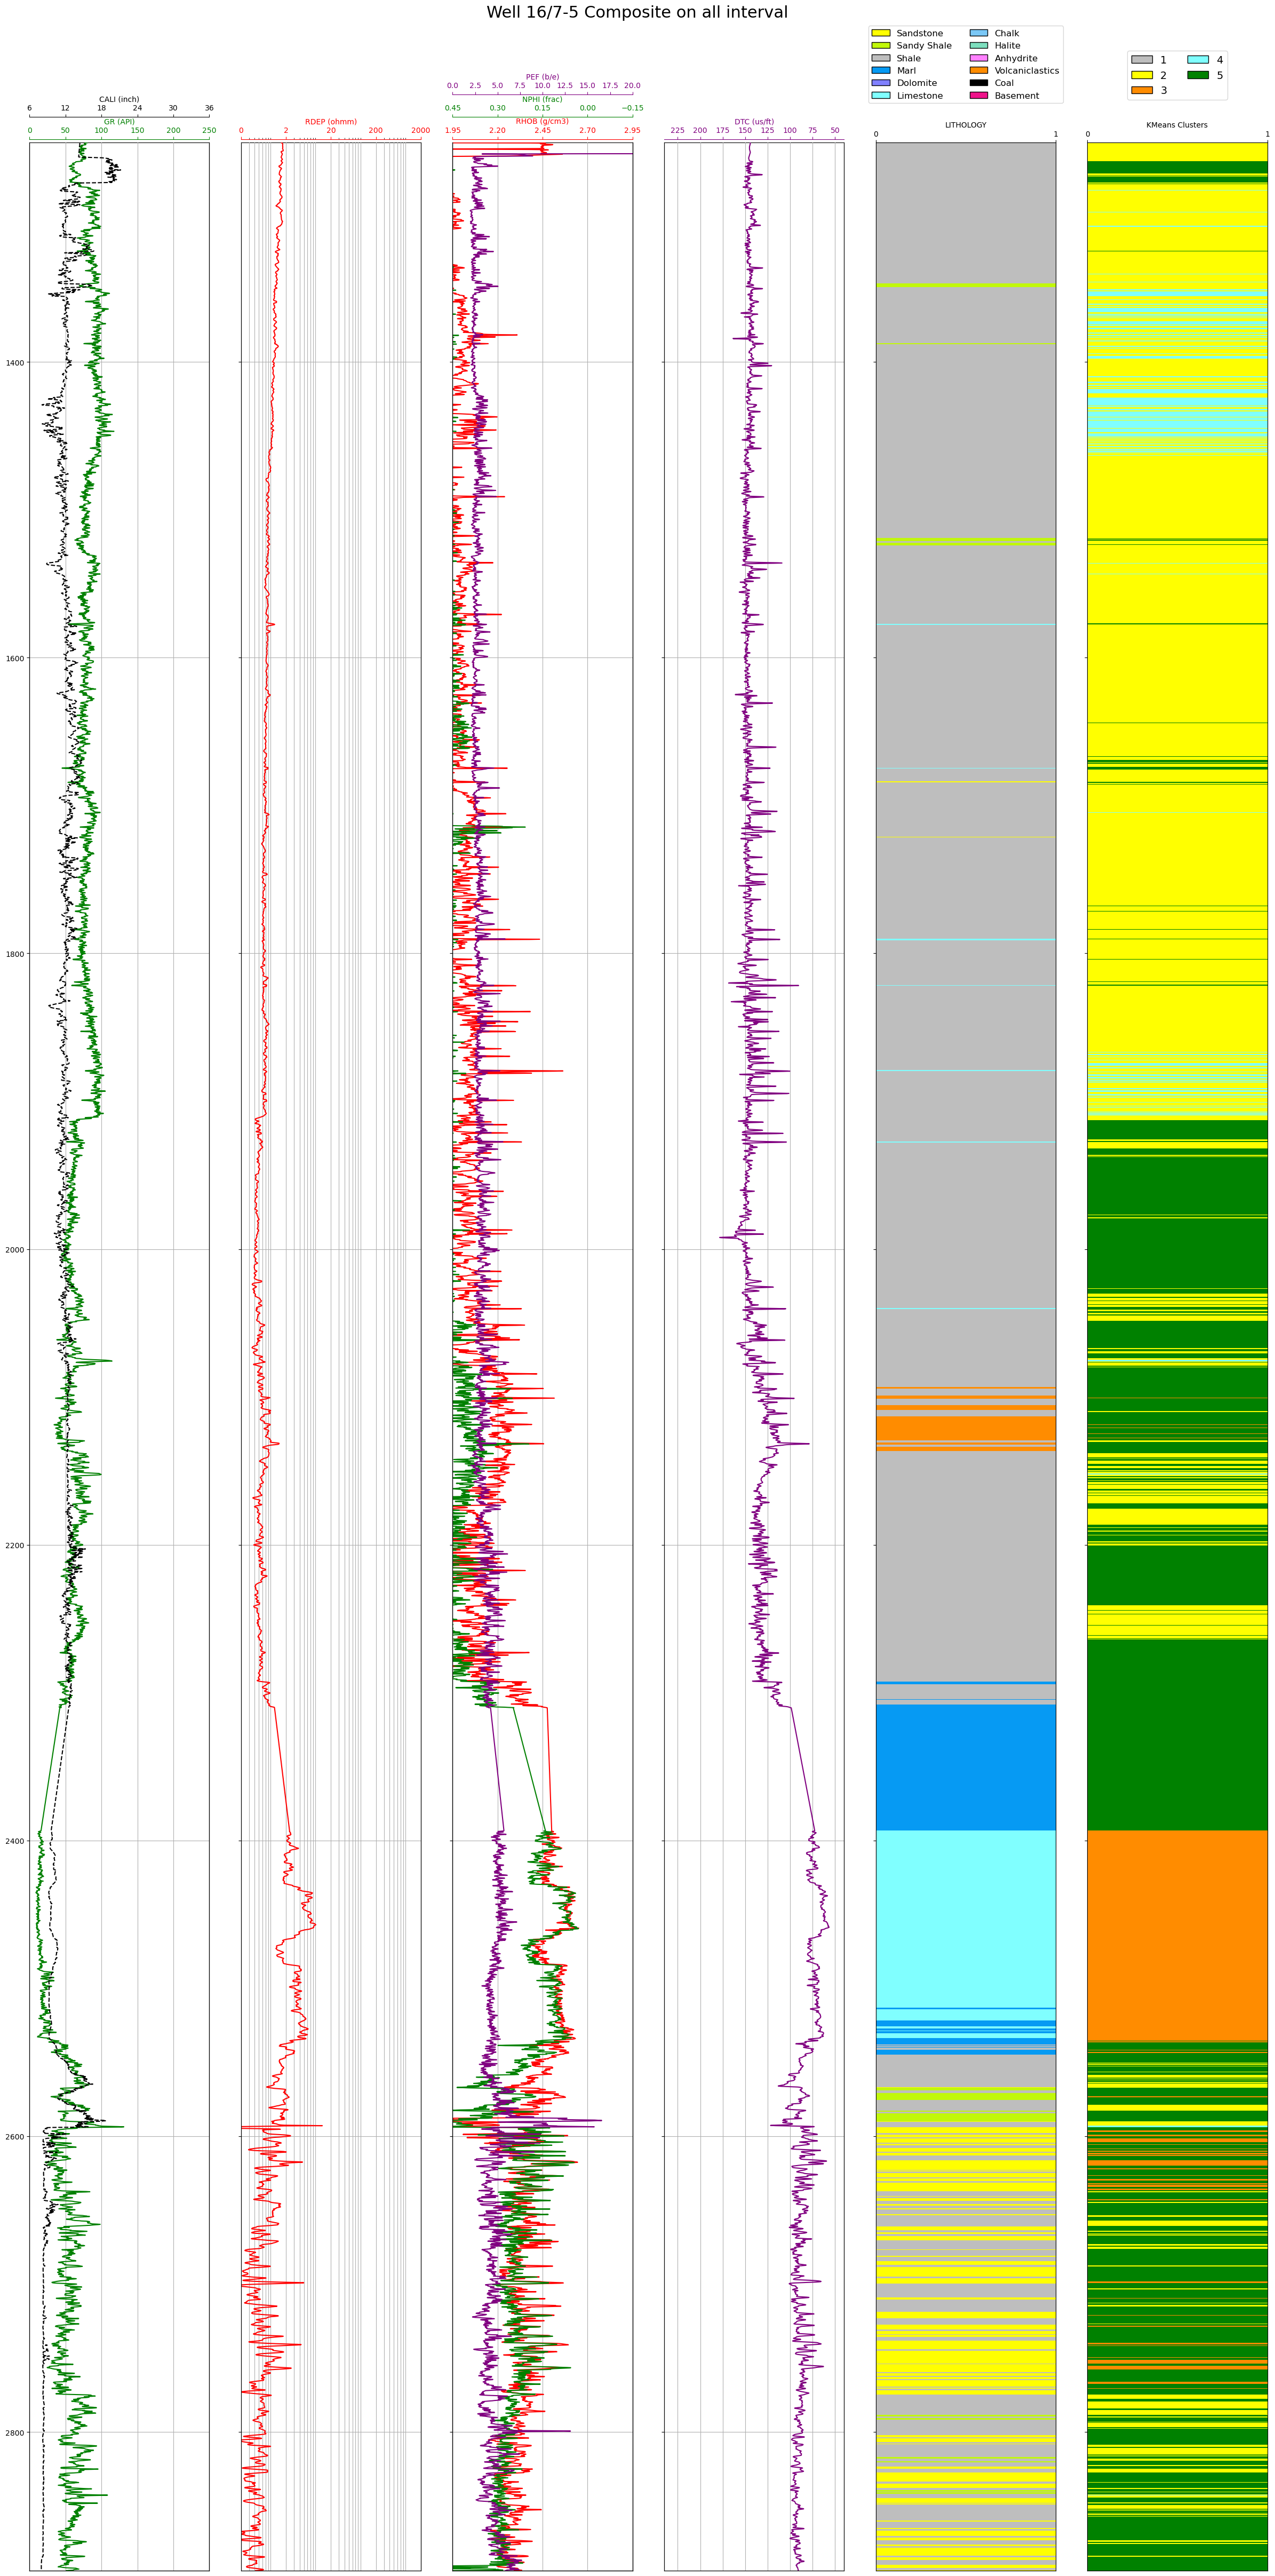 Well 16/7-5 Composite on all interval
Sandstone
Sandy Shale
Shale
Marl
Dolomite
Limestone
Chalk
Halite
Anhydrite
Volcaniclastics
Coal
Basement
1
2
3
4
5
PEF (b/e)
0.0 2.5 5.0 7.5 10.0 12.5 15.0 17.5 20.0
CALI (inch)
6 12 18 24 30 36
NPHI (frac)
0.45 0.30 0.15 0.00 −0.15
GR (API)
0 50 100 150 200 250
RDEP (ohmm)
0 2 20 200 2000
RHOB (g/cm3)
1.95 2.20 2.45 2.70 2.95
DTC (us/ft)
225 200 175 150 125 100 75 50
LITHOLOGY
0 1
KMeans Clusters
0 1
1400
1600
1800
2000
2200
2400
2600
2800